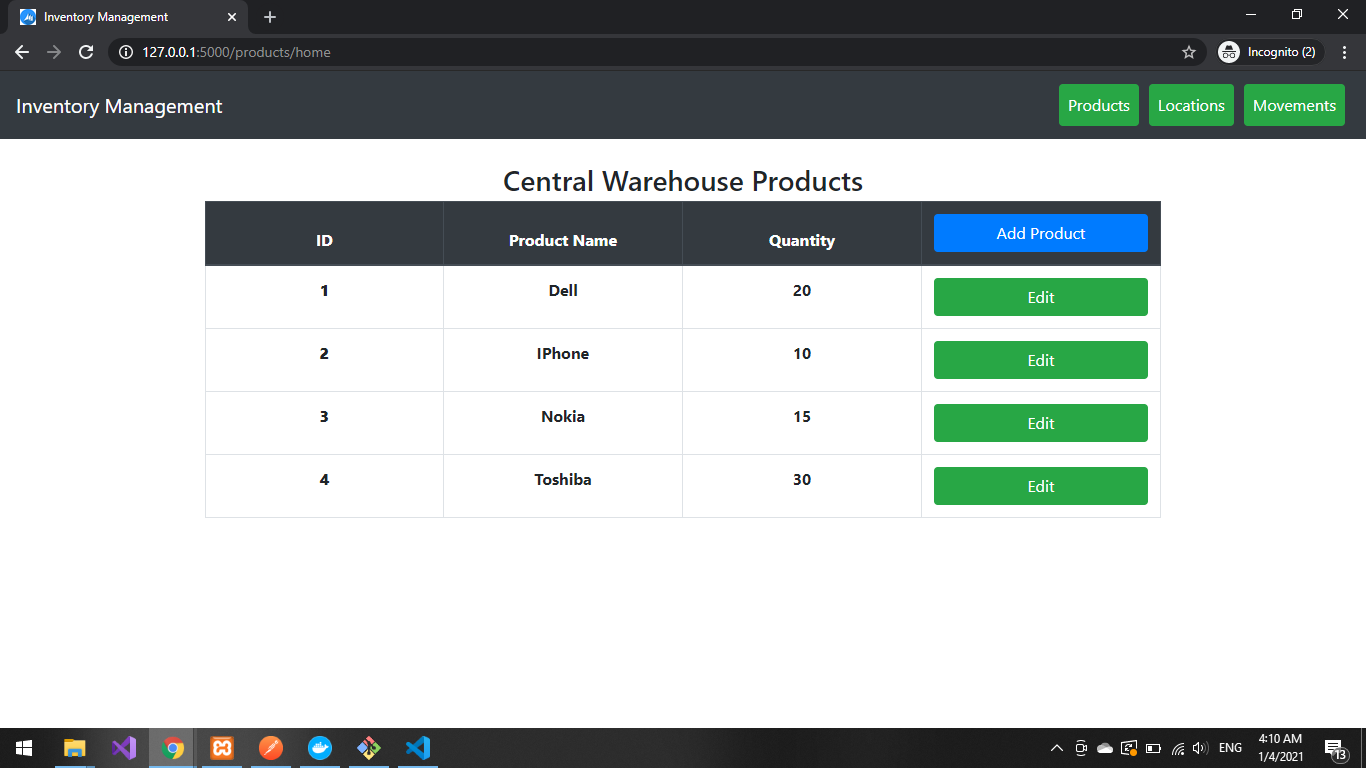 Inventory Management
127.0.0.1:5000/products/home
Incognito (2)
Inventory Management
Products Locations Movements
Central Warehouse Products
ID Product Name Quantity Add Product
1 Dell 20 Edit
2 IPhone 10 Edit
3 Nokia 15 Edit
4 Toshiba 30 Edit
ENG
4:10 AM
1/4/2021
13